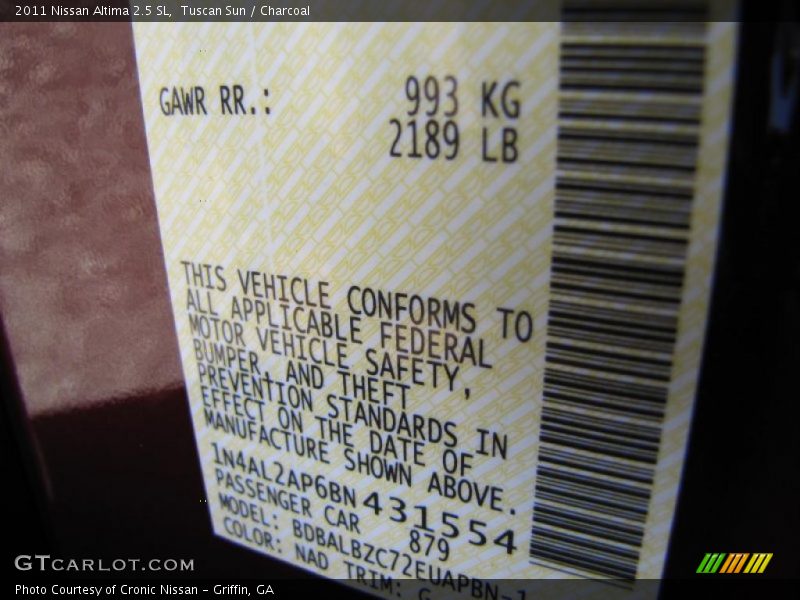 2011 Nissan Altima 2.5 SL,  Tuscan Sun / Charcoal
GAWR RR.: 993 KG
2189 LB
THIS VEHICLE CONFORMS TO
ALL APPLICABLE FEDERAL
MOTOR VEHICLE SAFETY,
BUMPER, AND THEFT
PREVENTION STANDARDS IN
EFFECT ON THE DATE OF
MANUFACTURE SHOWN ABOVE.
1N4AL2AP6BN431554
PASSENGER CAR 879
MODEL: BDBALBZC72EUAPBN-1
COLOR: NAD TRIM: G
GTCARLOT.COM
Photo Courtesy of Cronic Nissan – Griffin, GA